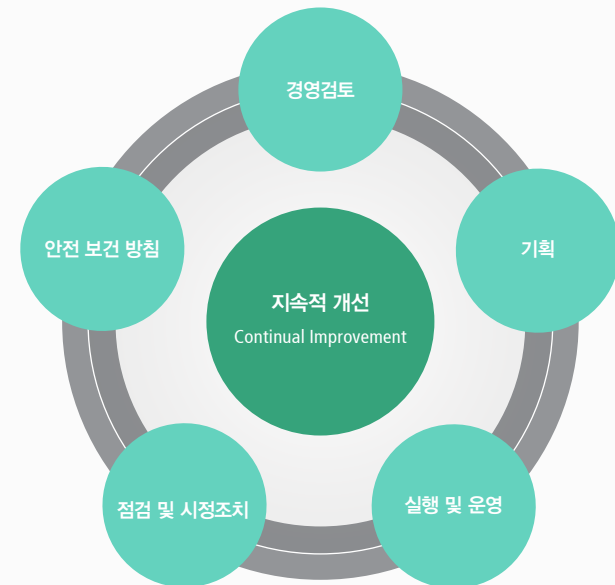 경영검토
안전 보건 방침
기획
지속적 개선
Continual Improvement
점검 및 시정조치
실행 및 운영